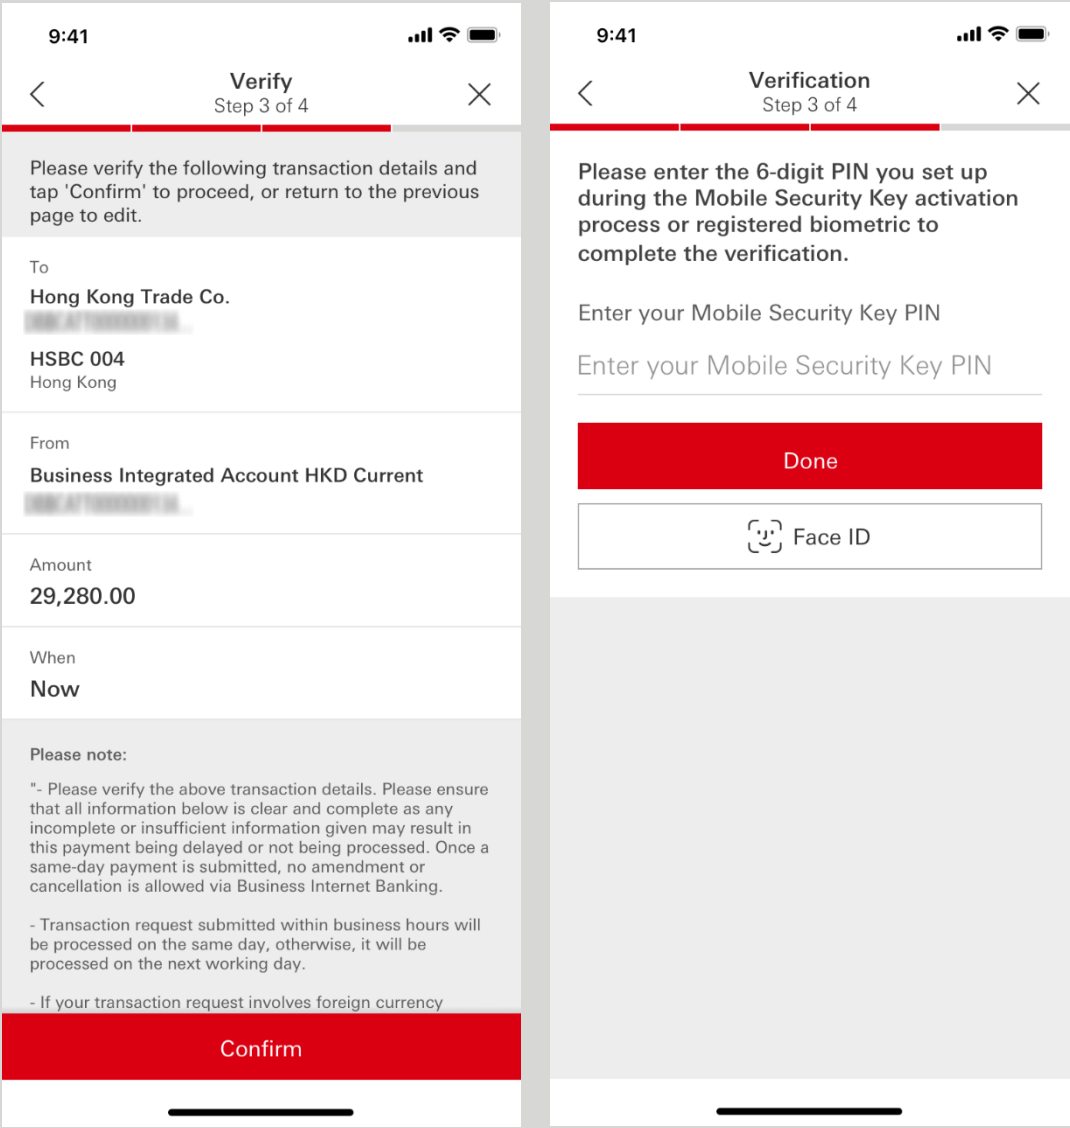 9:41
Verify
Step 3 of 4
Please verify the following transaction details and
tap 'Confirm' to proceed, or return to the previous
page to edit.
To
Hong Kong Trade Co.
HSBC 004
Hong Kong
From
Business Integrated Account HKD Current
Amount
29,280.00
When
Now
Please note:
"- Please verify the above transaction details. Please ensure
that all information below is clear and complete as any
incomplete or insufficient information given may result in
this payment being delayed or not being processed. Once a
same-day payment is submitted, no amendment or
cancellation is allowed via Business Internet Banking.
- Transaction request submitted within business hours will
be processed on the same day, otherwise, it will be
processed on the next working day.
- If your transaction request involves foreign currency
Confirm
9:41
Verification
Step 3 of 4
Please enter the 6-digit PIN you set up
during the Mobile Security Key activation
process or registered biometric to
complete the verification.
Enter your Mobile Security Key PIN
Enter your Mobile Security Key PIN
Done
Face ID